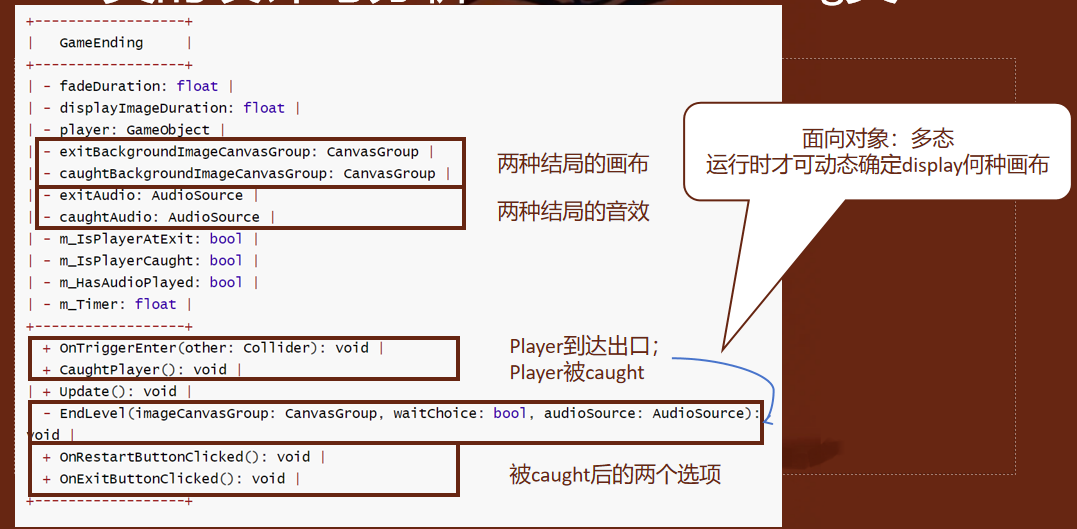 +------------------+
| GameEnding |
+------------------+
| - fadeDuration: float |
| - displayImageDuration: float |
| - player: GameObject |
| - exitBackgroundImageCanvasGroup: CanvasGroup |
| - caughtBackgroundImageCanvasGroup: CanvasGroup |
| - exitAudio: AudioSource |
| - caughtAudio: AudioSource |
| - m_IsPlayerAtExit: bool |
| - m_IsPlayerCaught: bool |
| - m_HasAudioPlayed: bool |
| - m_Timer: float |
+------------------+
+ OnTriggerEnter(other: Collider): void |
+ CaughtPlayer(): void |
| + Update(): void |
- EndLevel(imageCanvasGroup: CanvasGroup, waitChoice: bool, audioSource: AudioSource):
void |
+ OnRestartButtonClicked(): void |
+ OnExitButtonClicked(): void |
+------------------+
两种结局的画布
两种结局的音效
面向对象：多态
运行时才可动态确定display何种画布
Player到达出口；
Player被caught
被caught后的两个选项